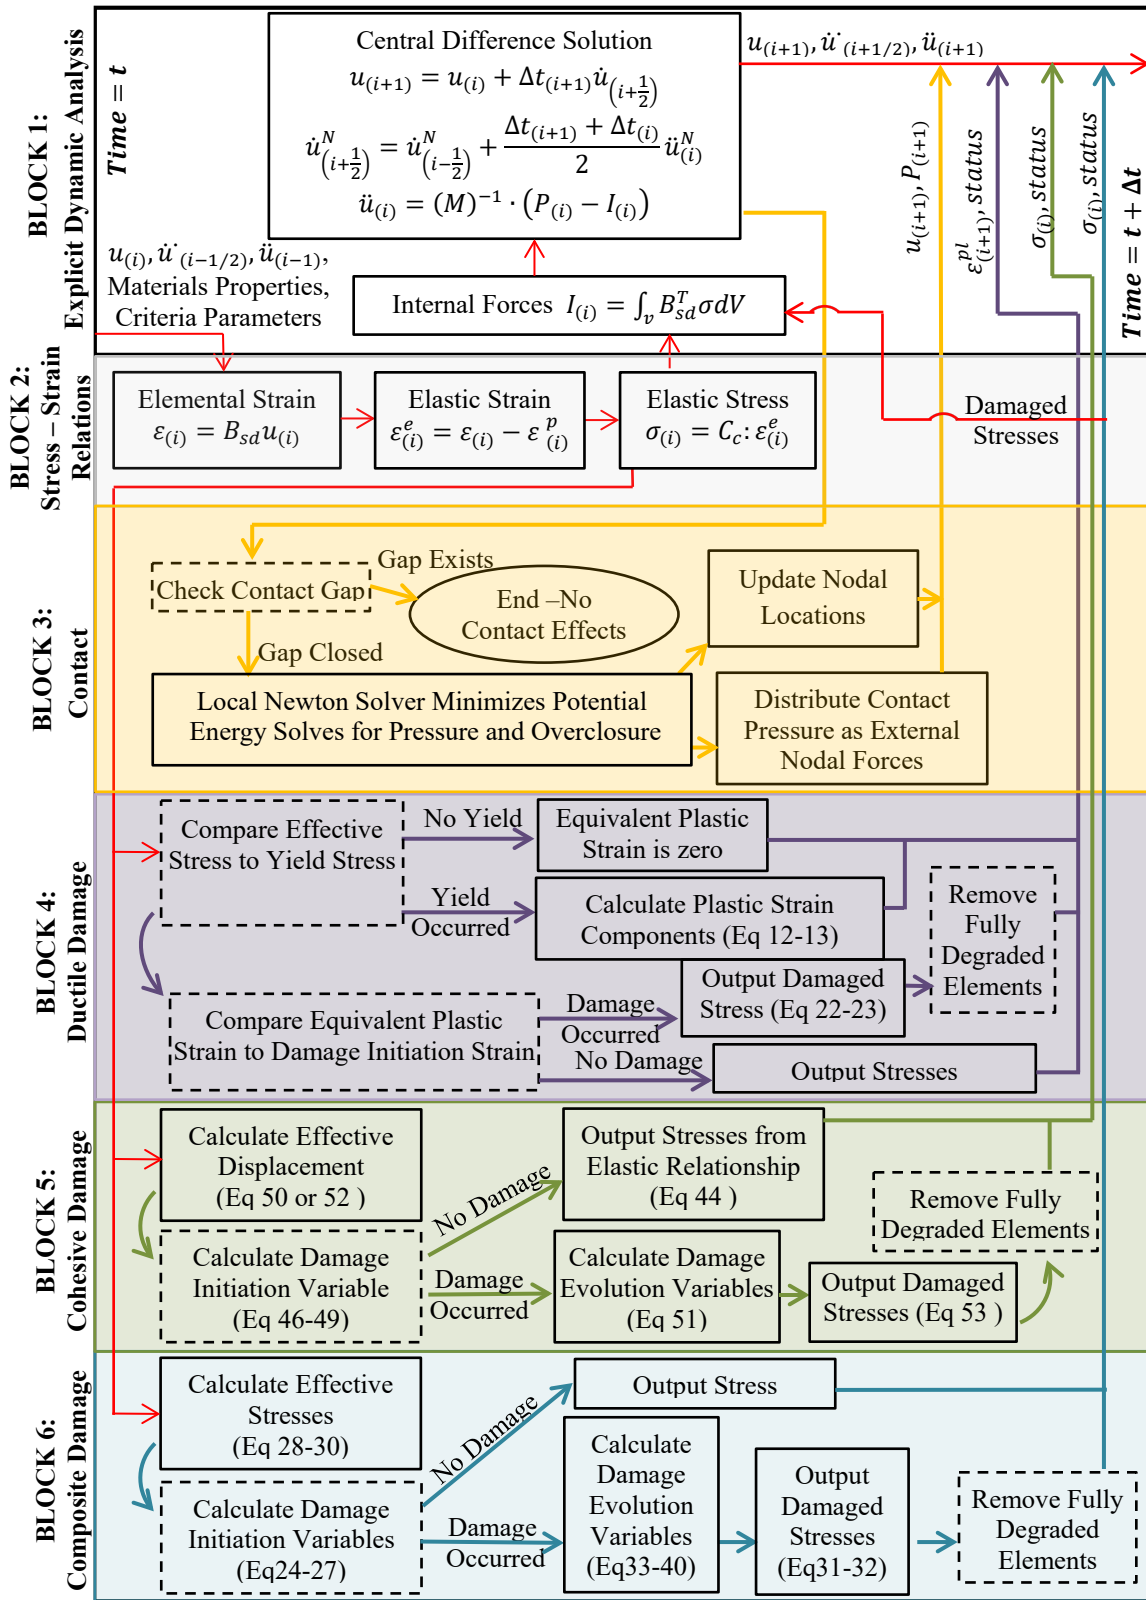 BLOCK 1:
Explicit Dynamic Analysis
Time = t
Central Difference Solution
u₍ᵢ₊₁₎ = u₍ᵢ₎ + Δt₍ᵢ₊₁₎u̇_(i+1/2)
u̇ᴺ_(i+1/2) = u̇ᴺ_(i−1/2) + (Δt₍ᵢ₊₁₎ + Δt₍ᵢ₎)/2 üᴺ₍ᵢ₎
ü₍ᵢ₎ = (M)⁻¹ · (P₍ᵢ₎ − I₍ᵢ₎)
u₍ᵢ₊₁₎, u̇˙_(i+1/2), ü₍ᵢ₊₁₎
u₍ᵢ₊₁₎, P₍ᵢ₊₁₎
εᵖˡ₍ᵢ₊₁₎, status
σ₍ᵢ₎, status
σ₍ᵢ₎, status
Time = t + Δt
u₍ᵢ₎, u̇˙_(i−1/2), ü₍ᵢ₋₁₎,
Materials Properties,
Criteria Parameters
Internal Forces I₍ᵢ₎ = ∫ᵥ Bᵀ_sd σdV
BLOCK 2:
Stress – Strain
Relations
Elemental Strain
ε₍ᵢ₎ = B_sd u₍ᵢ₎
Elastic Strain
εᵉ₍ᵢ₎ = ε₍ᵢ₎ − εᵖ₍ᵢ₎
Elastic Stress
σ₍ᵢ₎ = C_c: εᵉ₍ᵢ₎
Damaged
Stresses
BLOCK 3:
Contact
Check Contact Gap
Gap Exists
End –No
Contact Effects
Gap Closed
Update Nodal
Locations
Local Newton Solver Minimizes Potential
Energy Solves for Pressure and Overclosure
Distribute Contact
Pressure as External
Nodal Forces
BLOCK 4:
Ductile Damage
Compare Effective
Stress to Yield Stress
No Yield
Equivalent Plastic
Strain is zero
Yield
Occurred
Calculate Plastic Strain
Components (Eq 12-13)
Remove
Fully
Degraded
Elements
Compare Equivalent Plastic
Strain to Damage Initiation Strain
Damage
Occurred
Output Damaged
Stress (Eq 22-23)
No Damage
Output Stresses
BLOCK 5:
Cohesive Damage
Calculate Effective
Displacement
(Eq 50 or 52 )
No Damage
Output Stresses from
Elastic Relationship
(Eq 44 )
Remove Fully
Degraded Elements
Calculate Damage
Initiation Variable
(Eq 46-49)
Damage
Occurred
Calculate Damage
Evolution Variables
(Eq 51)
Output Damaged
Stresses (Eq 53 )
BLOCK 6:
Composite Damage
Calculate Effective
Stresses
(Eq 28-30)
No Damage
Output Stress
Calculate Damage
Initiation Variables
(Eq24-27)
Damage
Occurred
Calculate
Damage
Evolution
Variables
(Eq33-40)
Output
Damaged
Stresses
(Eq31-32)
Remove Fully
Degraded
Elements